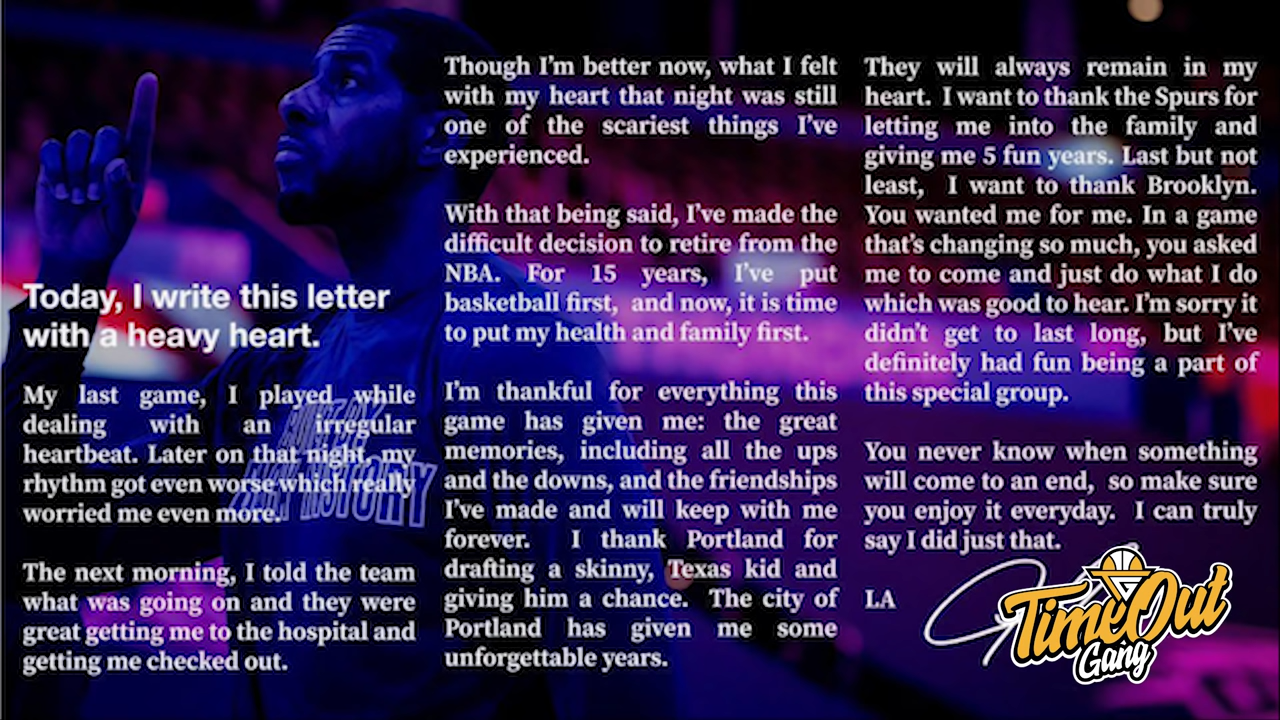 Today, I write this letter
with a heavy heart.
My last game, I played while
dealing with an irregular
heartbeat. Later on that night, my
rhythm got even worse which really
worried me even more.
The next morning, I told the team
what was going on and they were
great getting me to the hospital and
getting me checked out.
Though I'm better now, what I felt
with my heart that night was still
one of the scariest things I've
experienced.
With that being said, I've made the
difficult decision to retire from the
NBA. For 15 years, I've put
basketball first, and now, it is time
to put my health and family first.
I'm thankful for everything this
game has given me: the great
memories, including all the ups
and the downs, and the friendships
I've made and will keep with me
forever. I thank Portland for
drafting a skinny, Texas kid and
giving him a chance. The city of
Portland has given me some
unforgettable years.
They will always remain in my
heart. I want to thank the Spurs for
letting me into the family and
giving me 5 fun years. Last but not
least, I want to thank Brooklyn.
You wanted me for me. In a game
that's changing so much, you asked
me to come and just do what I do
which was good to hear. I'm sorry it
didn't get to last long, but I've
definitely had fun being a part of
this special group.
You never know when something
will come to an end, so make sure
you enjoy it everyday. I can truly
say I did just that.
LA
TimeOut
Gang
HISTORY